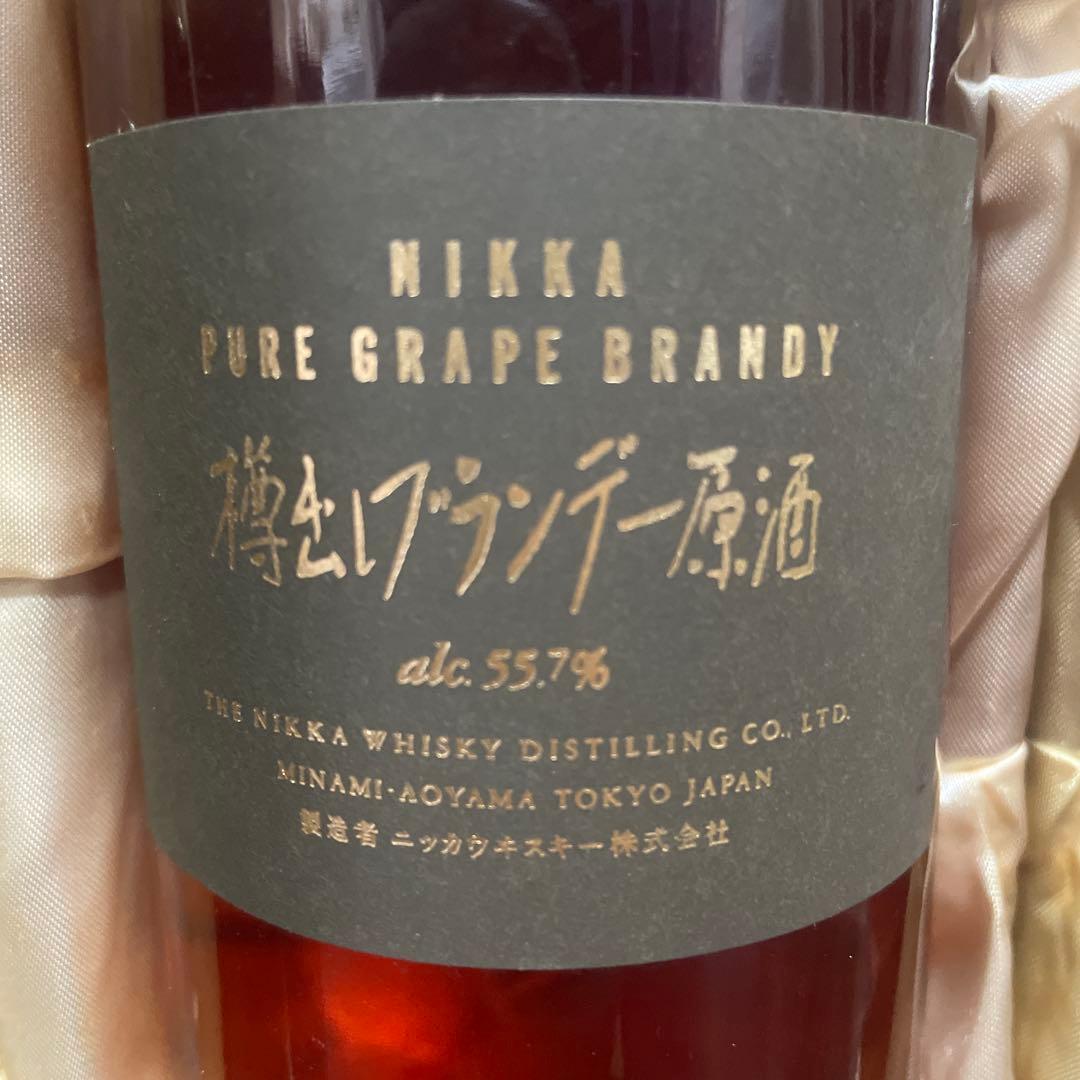 NIKKA
PURE GRAPE BRANDY
樽出しブランデー原酒
alc. 55.7%
THE NIKKA WHISKY DISTILLING CO., LTD.
MINAMI-AOYAMA TOKYO JAPAN
製造者 ニッカウヰスキー株式会社